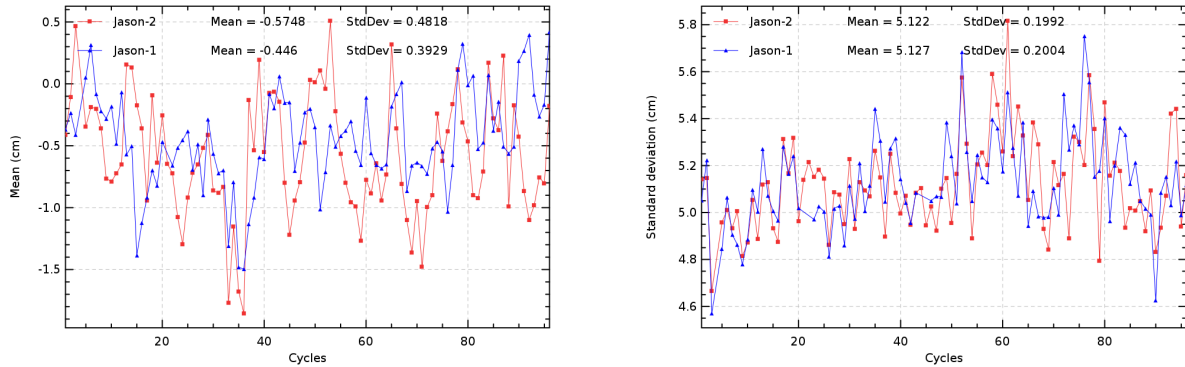 0.5
0.0
-0.5
-1.0
-1.5
Mean (cm)
Jason-2 Mean = -0.5748 StdDev = 0.4818
Jason-1 Mean = -0.446 StdDev = 0.3929
20 40 60 80
Cycles
5.8
5.6
5.4
5.2
5.0
4.8
4.6
Standard deviation (cm)
Jason-2 Mean = 5.122 StdDev = 0.1992
Jason-1 Mean = 5.127 StdDev = 0.2004
20 40 60 80
Cycles